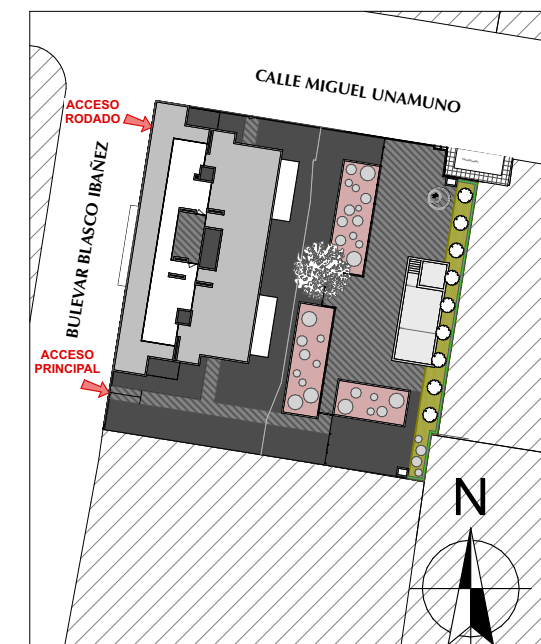 CALLE MIGUEL UNAMUNO
ACCESO
RODADO
BULEVAR BLASCO IBAÑEZ
ACCESO
PRINCIPAL
N